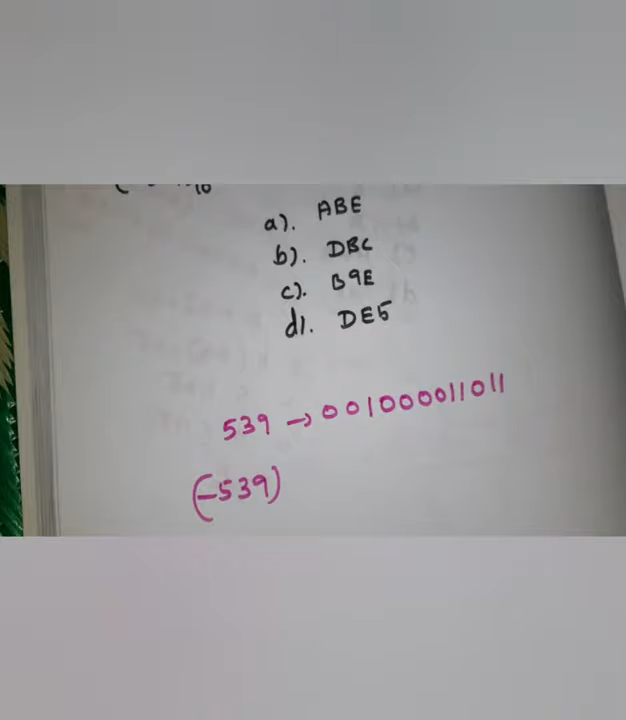 a). ABE
b). DBC
c). B9E
d). DE5
539 → 001000011011
(-539)